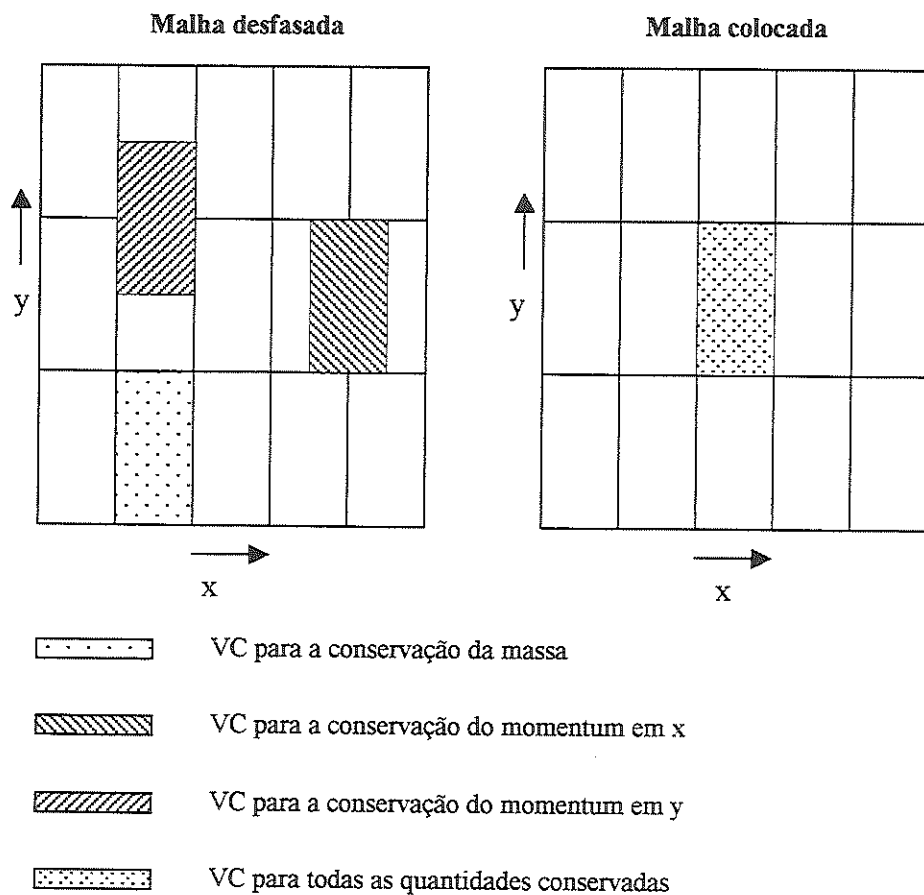 Malha desfasada
Malha colocada
y
y
x
x
VC para a conservação da massa
VC para a conservação do momentum em x
VC para a conservação do momentum em y
VC para todas as quantidades conservadas